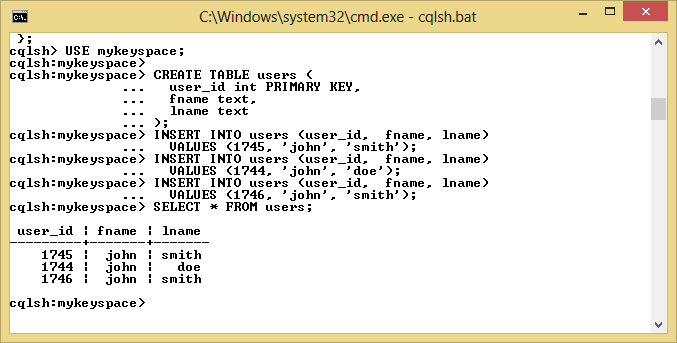 C:\Windows\system32\cmd.exe - cqlsh.bat
};
cqlsh> USE mykeyspace;
cqlsh:mykeyspace>
cqlsh:mykeyspace> CREATE TABLE users (
              ...   user_id int PRIMARY KEY,
              ...   fname text,
              ...   lname text
              ... );
cqlsh:mykeyspace> INSERT INTO users (user_id,  fname, lname)
              ...   VALUES (1745, 'john', 'smith');
cqlsh:mykeyspace> INSERT INTO users (user_id,  fname, lname)
              ...   VALUES (1744, 'john', 'doe');
cqlsh:mykeyspace> INSERT INTO users (user_id,  fname, lname)
              ...   VALUES (1746, 'john', 'smith');
cqlsh:mykeyspace> SELECT * FROM users;
 user_id ¦ fname ¦ lname
---------+-------+-------
    1745 ¦  john ¦ smith
    1744 ¦  john ¦   doe
    1746 ¦  john ¦ smith
cqlsh:mykeyspace>